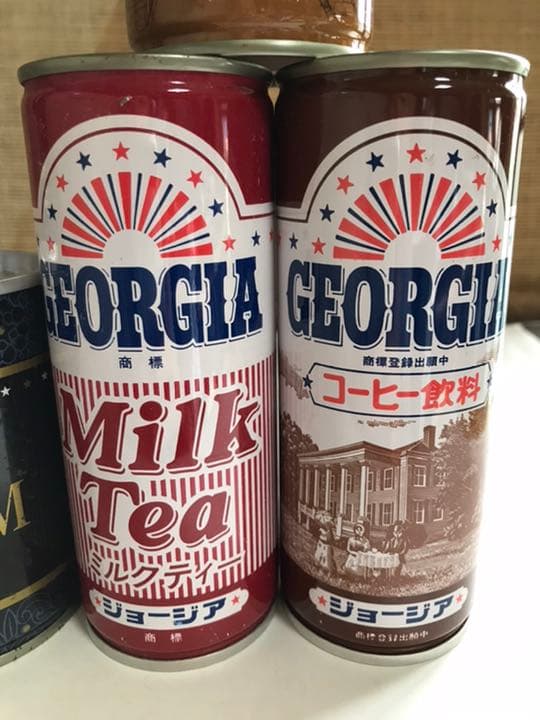 GEORGIA
商標
Milk
Tea
ミルクティー
ジョージア
商標
GEORGIA
商標登録出願中
コーヒー飲料
ジョージア
商標登録出願中
M